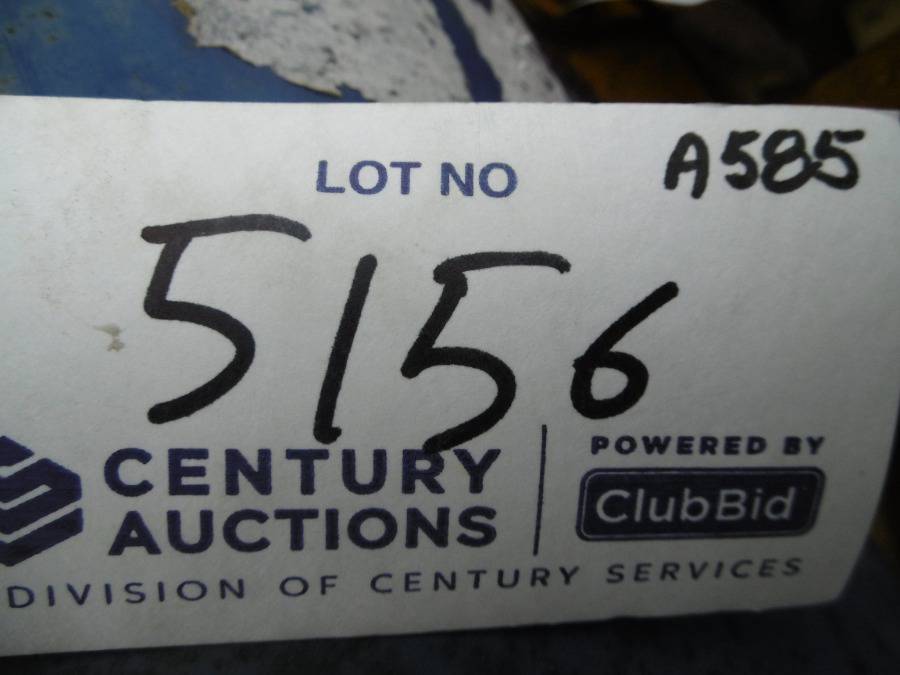 A585
LOT NO
5156
CENTURY
AUCTIONS
POWERED BY
ClubBid
DIVISION OF CENTURY SERVICES